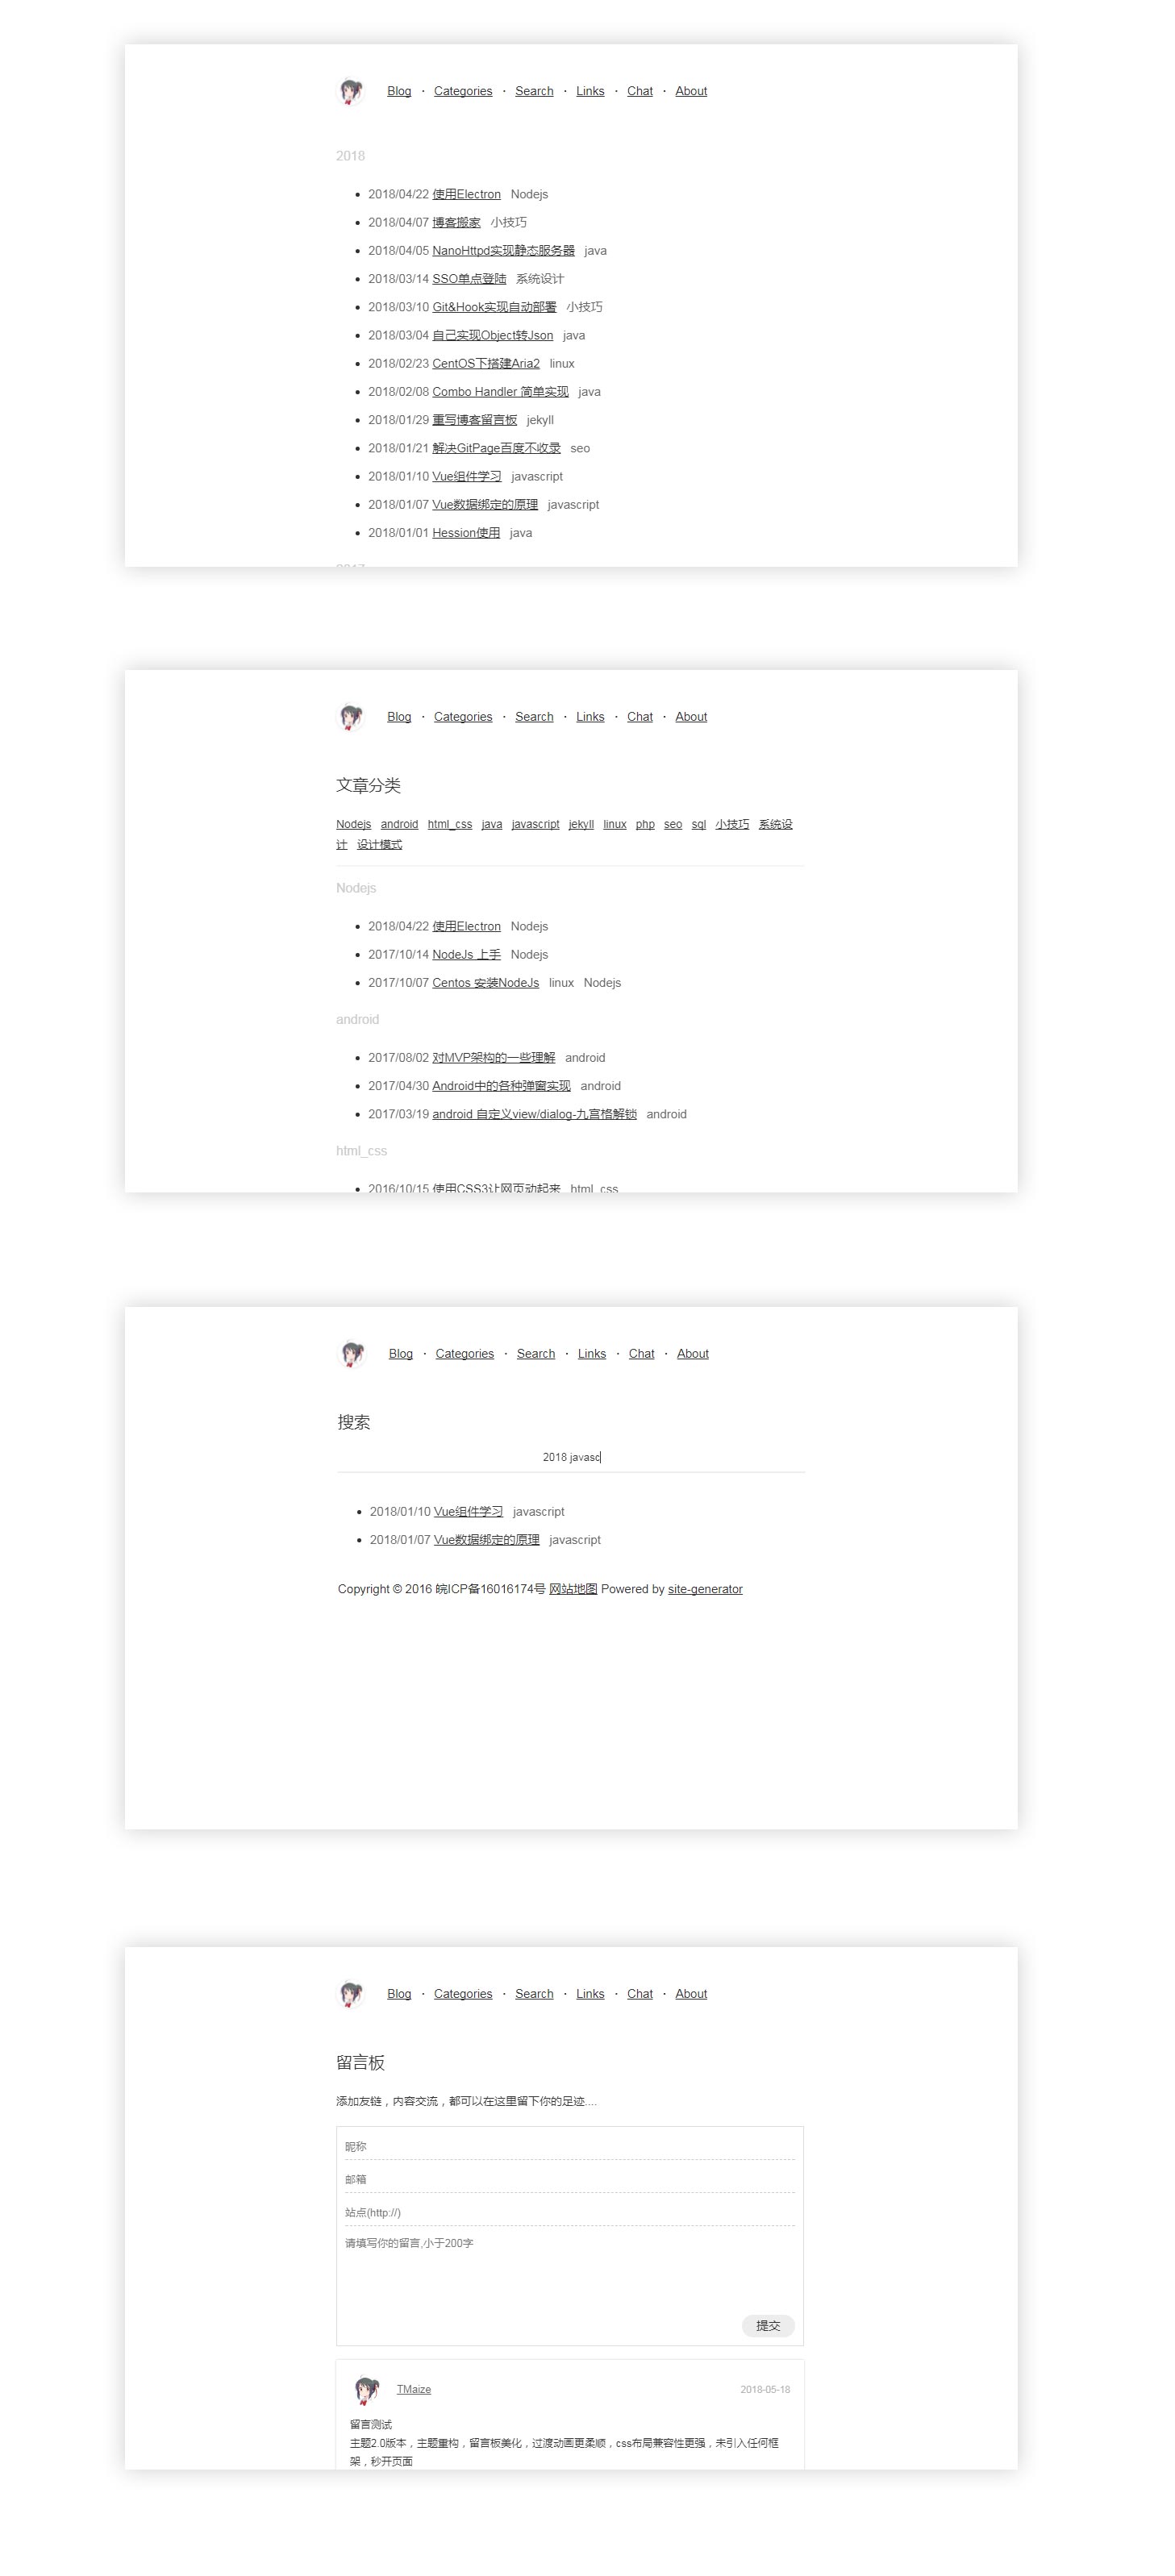 Blog · Categories · Search · Links · Chat · About
2018
2018/04/22 使用Electron Nodejs
2018/04/07 博客搬家 小技巧
2018/04/05 NanoHttpd实现静态服务器 java
2018/03/14 SSO单点登陆 系统设计
2018/03/10 Git&Hook实现自动部署 小技巧
2018/03/04 自己实现Object转Json java
2018/02/23 CentOS下搭建Aria2 linux
2018/02/08 Combo Handler 简单实现 java
2018/01/29 重写博客留言板 jekyll
2018/01/21 解决GitPage百度不收录 seo
2018/01/10 Vue组件学习 javascript
2018/01/07 Vue数据绑定的原理 javascript
2018/01/01 Hession使用 java
Blog · Categories · Search · Links · Chat · About
文章分类
Nodejs android html_css java javascript jekyll linux php seo sql 小技巧 系统设
计 设计模式
Nodejs
2018/04/22 使用Electron Nodejs
2017/10/14 NodeJs 上手 Nodejs
2017/10/07 Centos 安装NodeJs linux Nodejs
android
2017/08/02 对MVP架构的一些理解 android
2017/04/30 Android中的各种弹窗实现 android
2017/03/19 android 自定义view/dialog-九宫格解锁 android
html_css
2016/10/15 使用CSS3让网页动起来 html_css
Blog · Categories · Search · Links · Chat · About
搜索
2018 javasc
2018/01/10 Vue组件学习 javascript
2018/01/07 Vue数据绑定的原理 javascript
Copyright © 2016 皖ICP备16016174号 网站地图 Powered by site-generator
Blog · Categories · Search · Links · Chat · About
留言板
添加友链，内容交流，都可以在这里留下你的足迹....
昵称
邮箱
站点(http://)
请填写你的留言,小于200字
提交
TMaize 2018-05-18
留言测试
主题2.0版本，主题重构，留言板美化，过渡动画更柔顺，css布局兼容性更强，未引入任何框
架，秒开页面